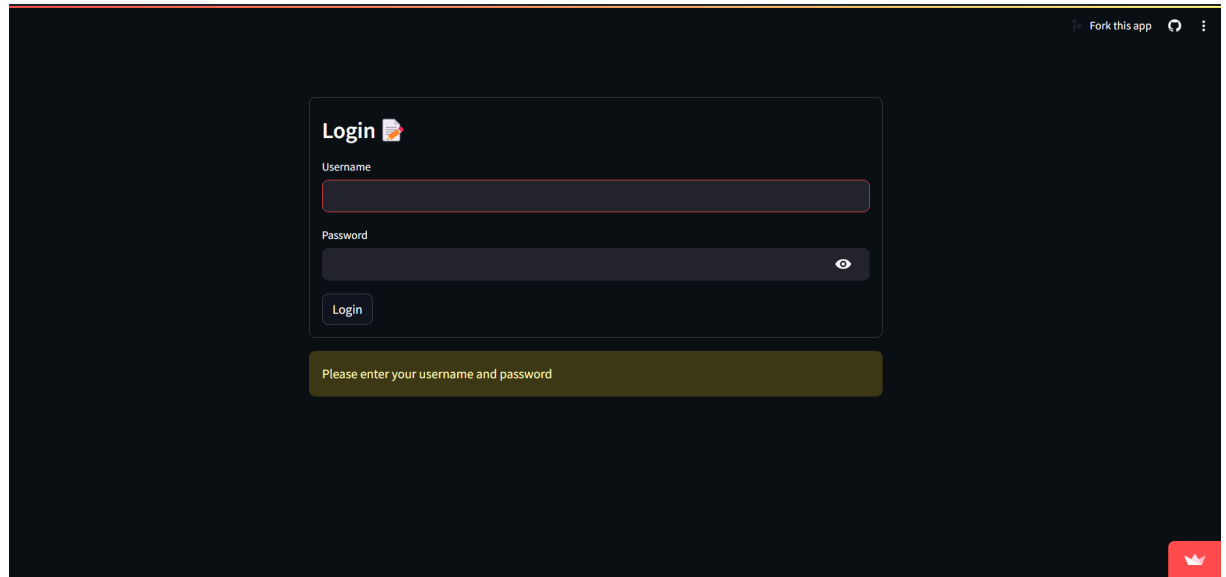 Fork this app
Login 📝
Username
Password
Login
Please enter your username and password